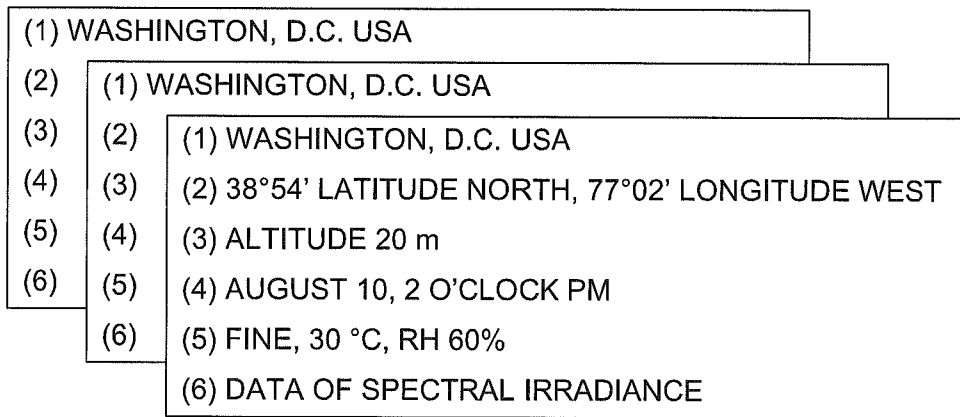 (1) WASHINGTON, D.C. USA
(2)
(3)
(4)
(5)
(6)
(1) WASHINGTON, D.C. USA
(2)
(3)
(4)
(5)
(6)
(1) WASHINGTON, D.C. USA
(2) 38°54' LATITUDE NORTH, 77°02' LONGITUDE WEST
(3) ALTITUDE 20 m
(4) AUGUST 10, 2 O'CLOCK PM
(5) FINE, 30 °C, RH 60%
(6) DATA OF SPECTRAL IRRADIANCE